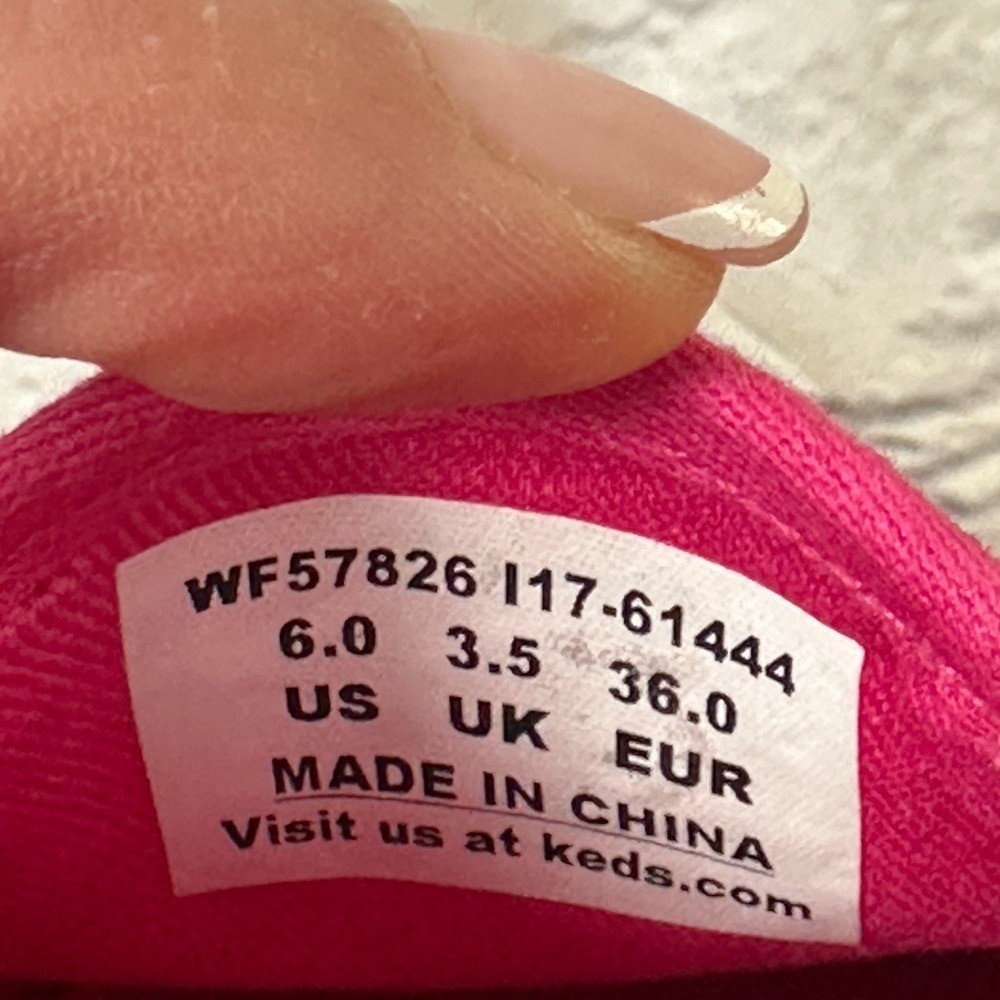 WF57826 I17-61444
6.0 3.5 36.0
US UK EUR
MADE IN CHINA
Visit us at keds.com